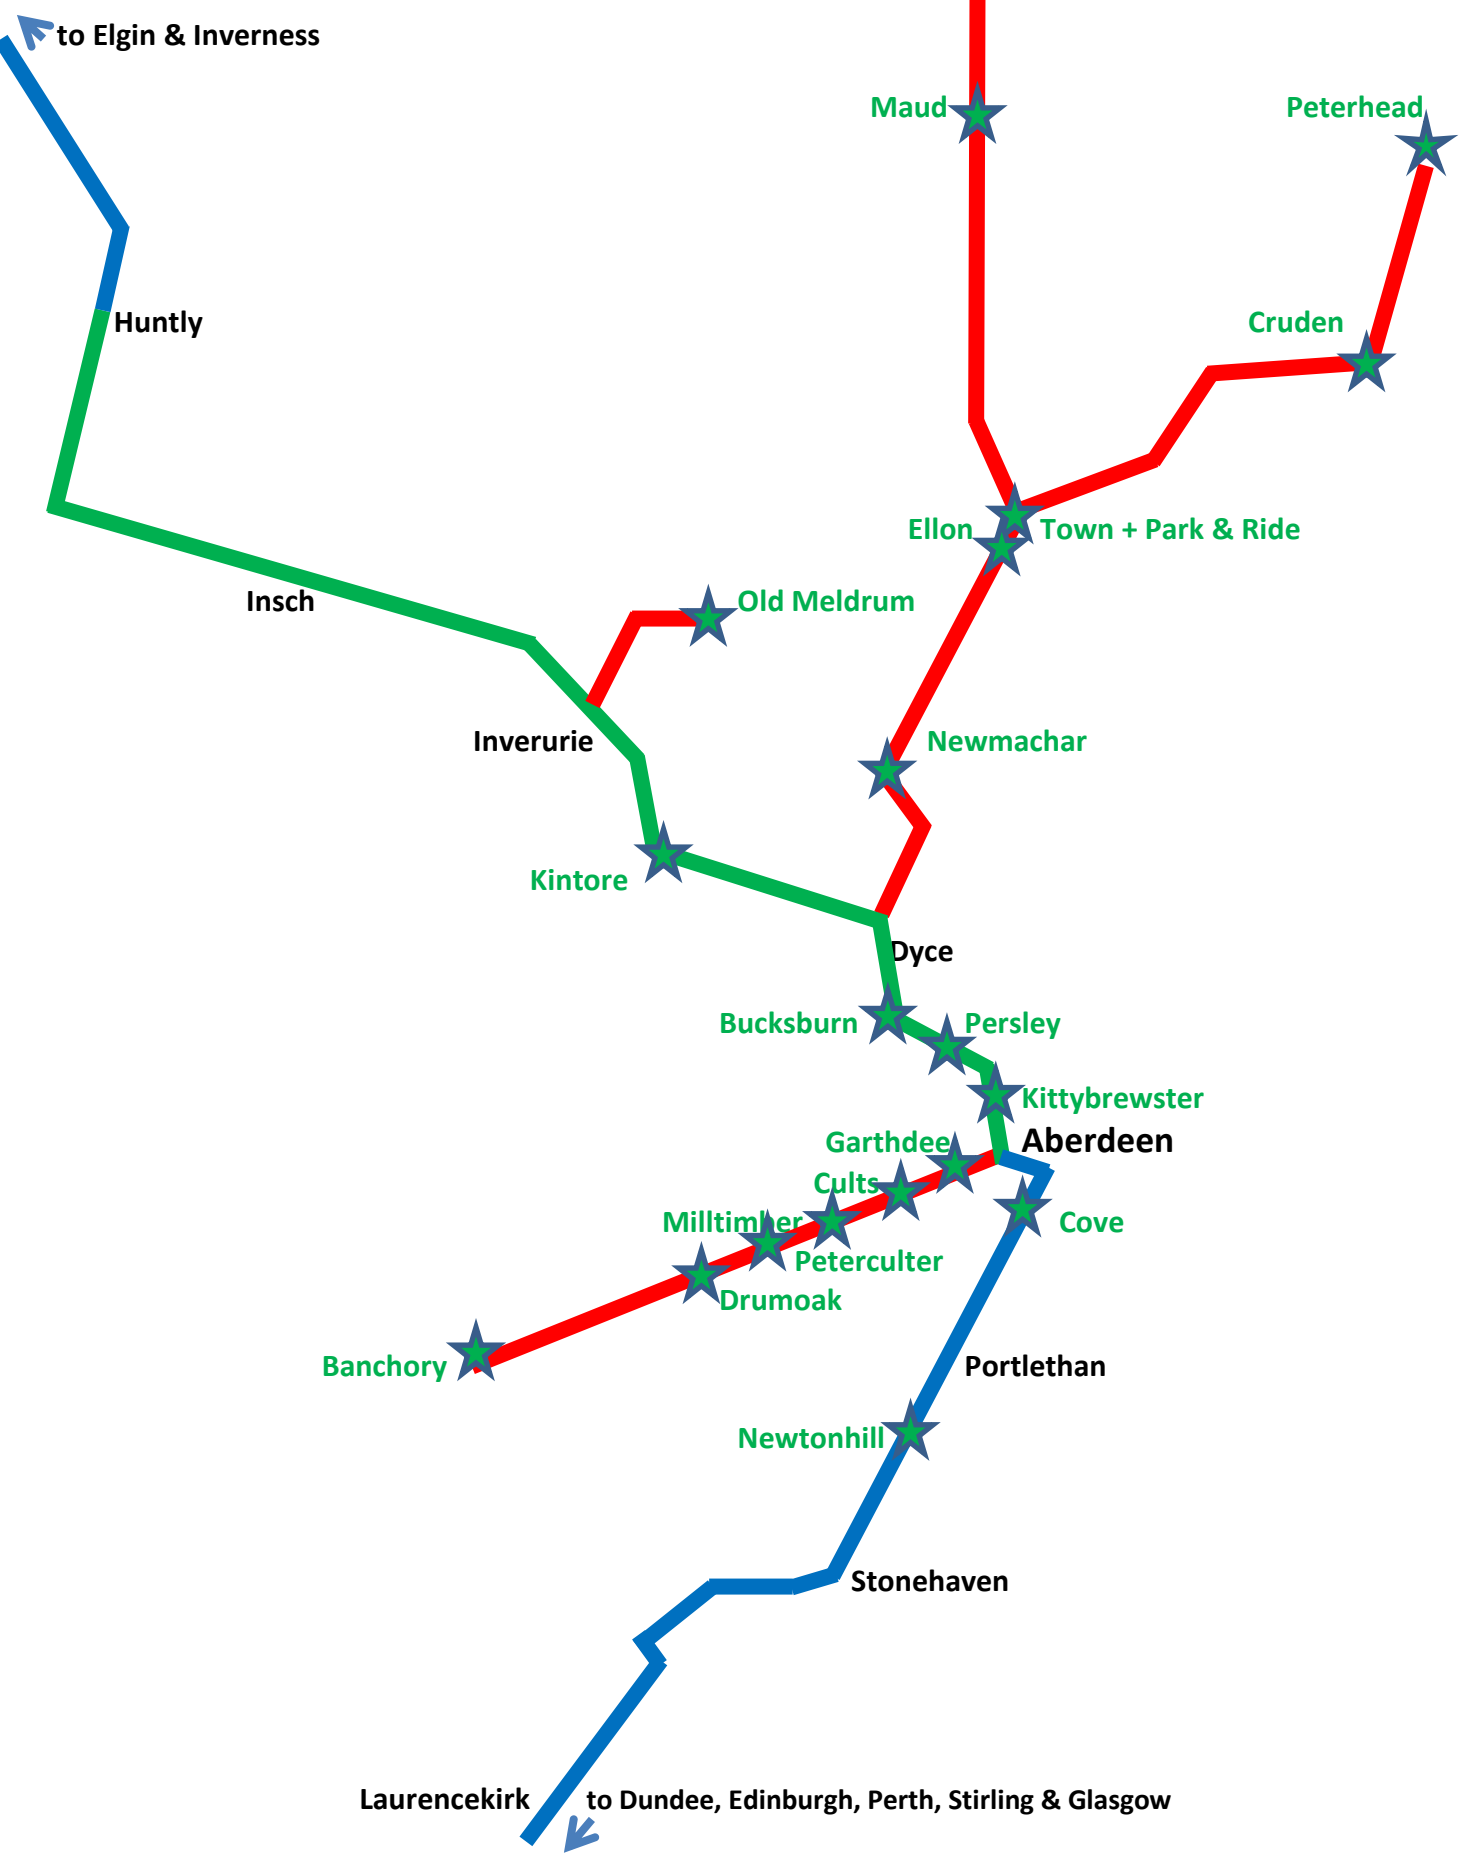 to Elgin & Inverness
Maud
Peterhead
Huntly
Cruden
Ellon
Town + Park & Ride
Insch
Old Meldrum
Inverurie
Newmachar
Kintore
Dyce
Bucksburn
Persley
Kittybrewster
Aberdeen
Garthdee
Cults
Milltimber
Cove
Peterculter
Drumoak
Banchory
Portlethan
Newtonhill
Stonehaven
Laurencekirk
to Dundee, Edinburgh, Perth, Stirling & Glasgow